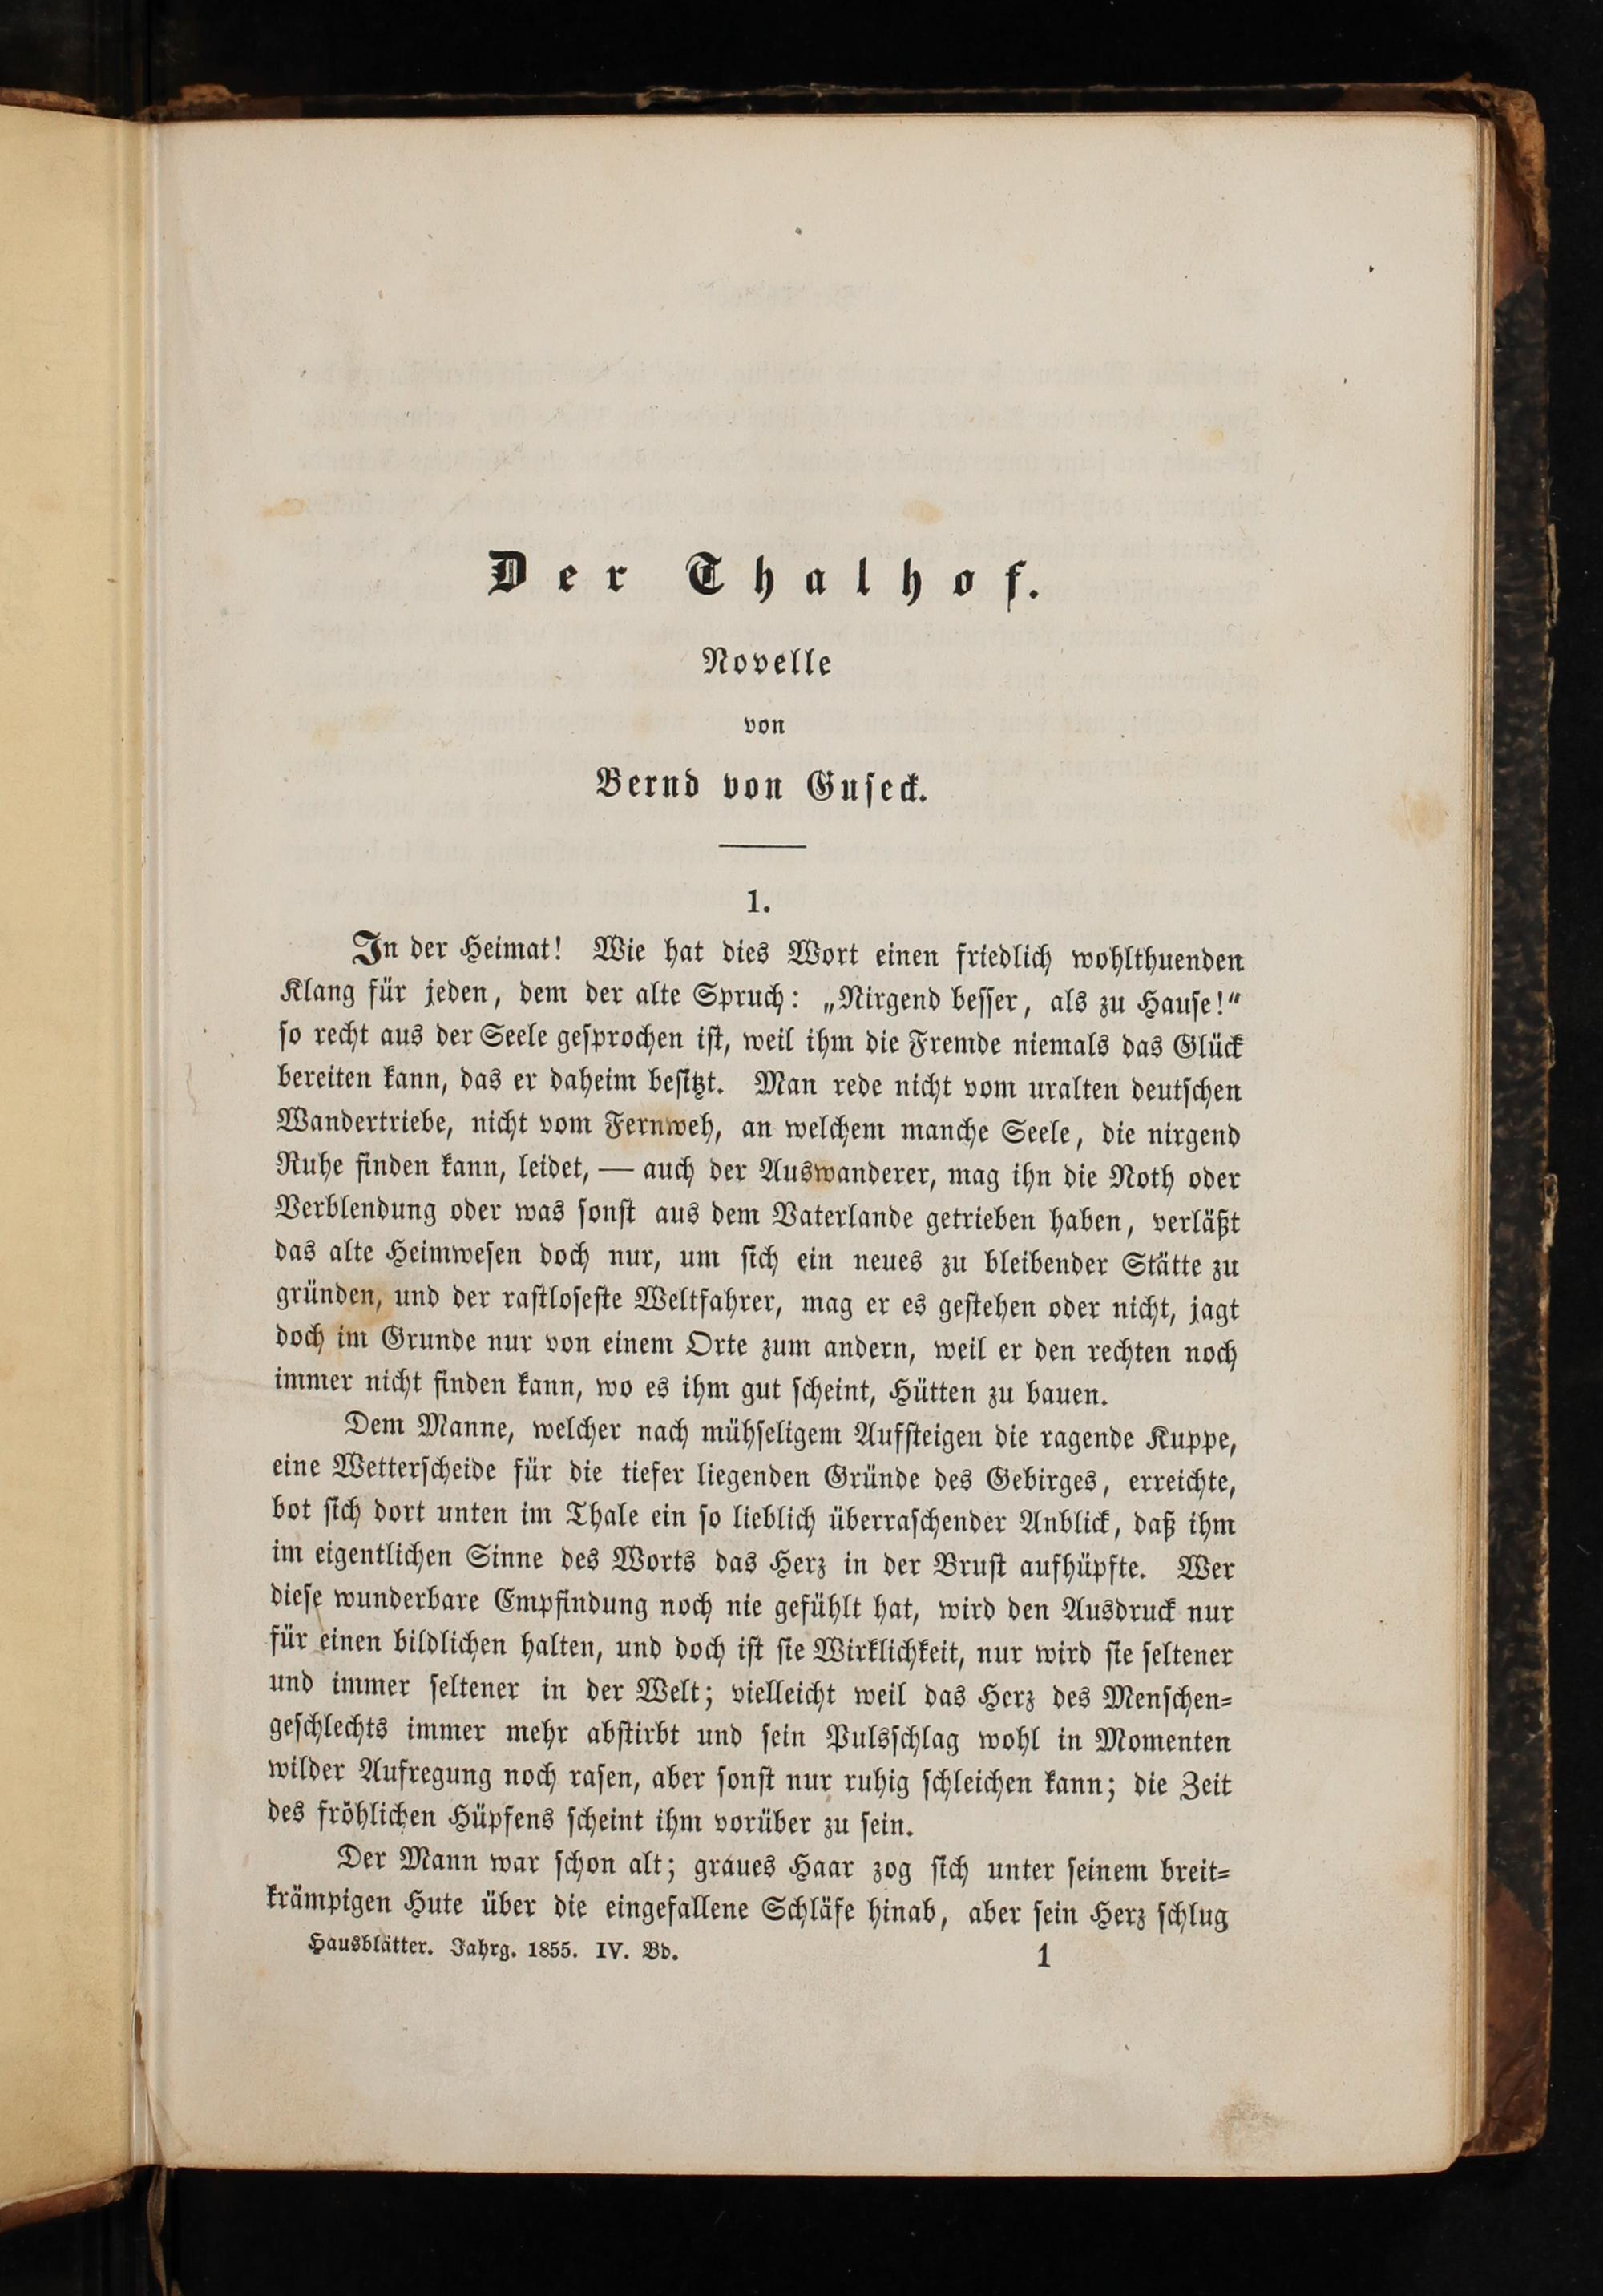 Der Thalhof.
Novelle
von
Bernd von Guseck.
1.
In der Heimat! Wie hat dies Wort einen friedlich wohlthuenden
Klang für jeden, dem der alte Spruch: „Nirgend besser, als zu Hause!“
so recht aus der Seele gesprochen ist, weil ihm die Fremde niemals das Glück
bereiten kann, das er daheim besitzt. Man rede nicht vom uralten deutschen
Wandertriebe, nicht vom Fernweh, an welchem manche Seele, die nirgend
Ruhe finden kann, leidet, — auch der Auswanderer, mag ihn die Noth oder
Verblendung oder was sonst aus dem Vaterlande getrieben haben, verläßt
das alte Heimwesen doch nur, um sich ein neues zu bleibender Stätte zu
gründen, und der rastloseste Weltfahrer, mag er es gestehen oder nicht, jagt
doch im Grunde nur von einem Orte zum andern, weil er den rechten noch
immer nicht finden kann, wo es ihm gut scheint, Hütten zu bauen.
Dem Manne, welcher nach mühseligem Aufsteigen die ragende Kuppe,
eine Wetterscheide für die tiefer liegenden Gründe des Gebirges, erreichte,
bot sich dort unten im Thale ein so lieblich überraschender Anblick, daß ihm
im eigentlichen Sinne des Worts das Herz in der Brust aufhüpfte. Wer
diese wunderbare Empfindung noch nie gefühlt hat, wird den Ausdruck nur
für einen bildlichen halten, und doch ist sie Wirklichkeit, nur wird sie seltener
und immer seltener in der Welt; vielleicht weil das Herz des Menschen-
geschlechts immer mehr abstirbt und sein Pulsschlag wohl in Momenten
wilder Aufregung noch rasen, aber sonst nur ruhig schleichen kann; die Zeit
des fröhlichen Hüpfens scheint ihm vorüber zu sein.
Der Mann war schon alt; graues Haar zog sich unter seinem breit-
krämpigen Hute über die eingefallene Schläfe hinab, aber sein Herz schlug
Hausblätter. Jahrg. 1855. IV. Bd. 1